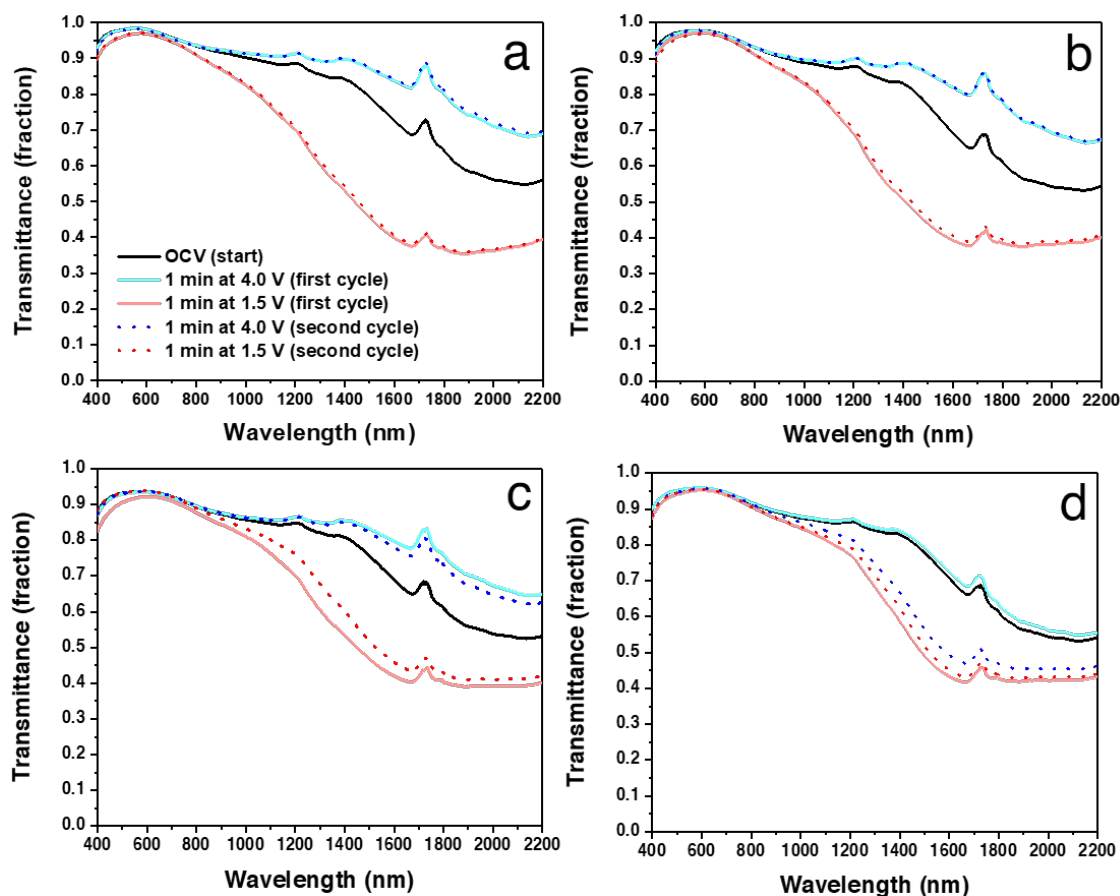 a
1.0
0.9
0.8
0.7
0.6
0.5
0.4
0.3
0.2
0.1
0.0
Transmittance (fraction)
OCV (start)
1 min at 4.0 V (first cycle)
1 min at 1.5 V (first cycle)
1 min at 4.0 V (second cycle)
1 min at 1.5 V (second cycle)
400 600 800 1000 1200 1400 1600 1800 2000 2200
Wavelength (nm)
b
1.0
0.9
0.8
0.7
0.6
0.5
0.4
0.3
0.2
0.1
0.0
Transmittance (fraction)
400 600 800 1000 1200 1400 1600 1800 2000 2200
Wavelength (nm)
c
1.0
0.9
0.8
0.7
0.6
0.5
0.4
0.3
0.2
0.1
0.0
Transmittance (fraction)
400 600 800 1000 1200 1400 1600 1800 2000 2200
Wavelength (nm)
d
1.0
0.9
0.8
0.7
0.6
0.5
0.4
0.3
0.2
0.1
0.0
Transmittance (fraction)
400 600 800 1000 1200 1400 1600 1800 2000 2200
Wavelength (nm)